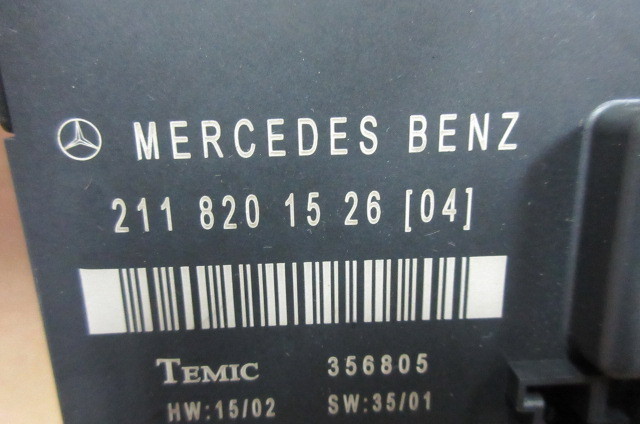 MERCEDES BENZ
211 820 15 26 [04]
TEMIC 356805
HW:15/02 SW:35/01